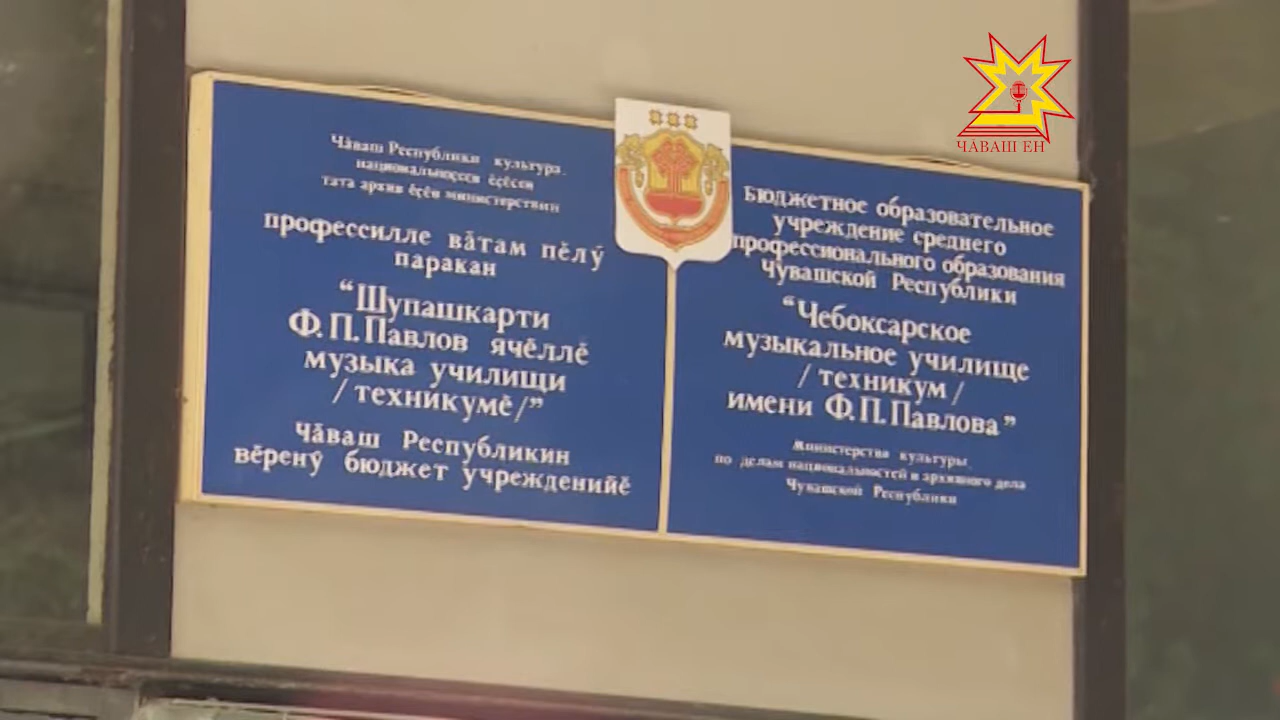 Чӑваш Республики культура,
национальноҫсен ӗҫӗсен
тата архив ӗҫӗн министерствин
профессилле вӑтам пӗлӳ
паракан
“Шупашкарти
Ф.П.Павлов ячӗллӗ
музыка училищи
/техникумӗ/”
Чӑваш Республикин
вӗренӳ бюджет учрежденийӗ
Бюджетное образовательное
учреждение среднего
профессионального образования
Чувашской Республики
“Чебоксарское
музыкальное училище
/техникум/
имени Ф.П.Павлова”
Министерства культуры,
по делам национальностей и архивного дела
Чувашской Республики
ЧӐВАШ ЕН